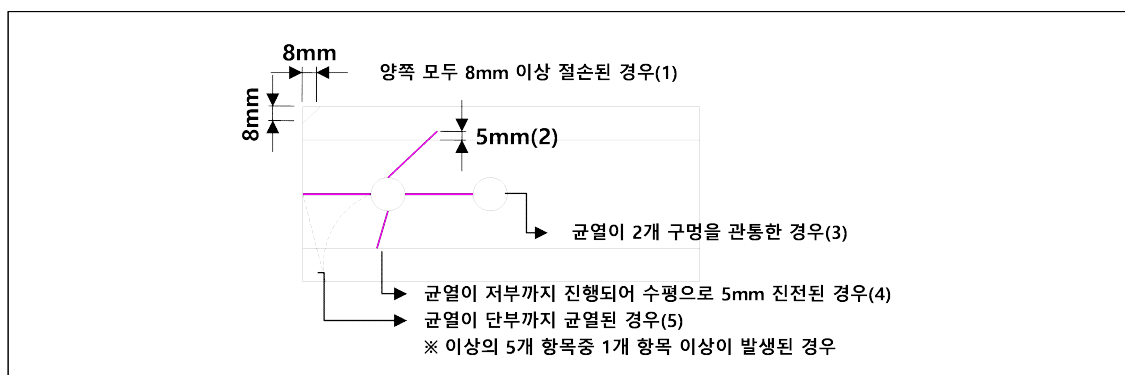 8mm
양쪽 모두 8mm 이상 절손된 경우(1)
8mm
5mm(2)
균열이 2개 구멍을 관통한 경우(3)
균열이 저부까지 진행되어 수평으로 5mm 진전된 경우(4)
균열이 단부까지 균열된 경우(5)
※ 이상의 5개 항목중 1개 항목 이상이 발생된 경우